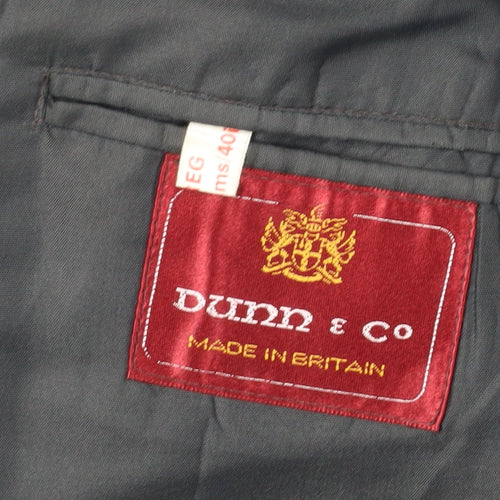 EG
ms/40
DUNN & Co
MADE IN BRITAIN